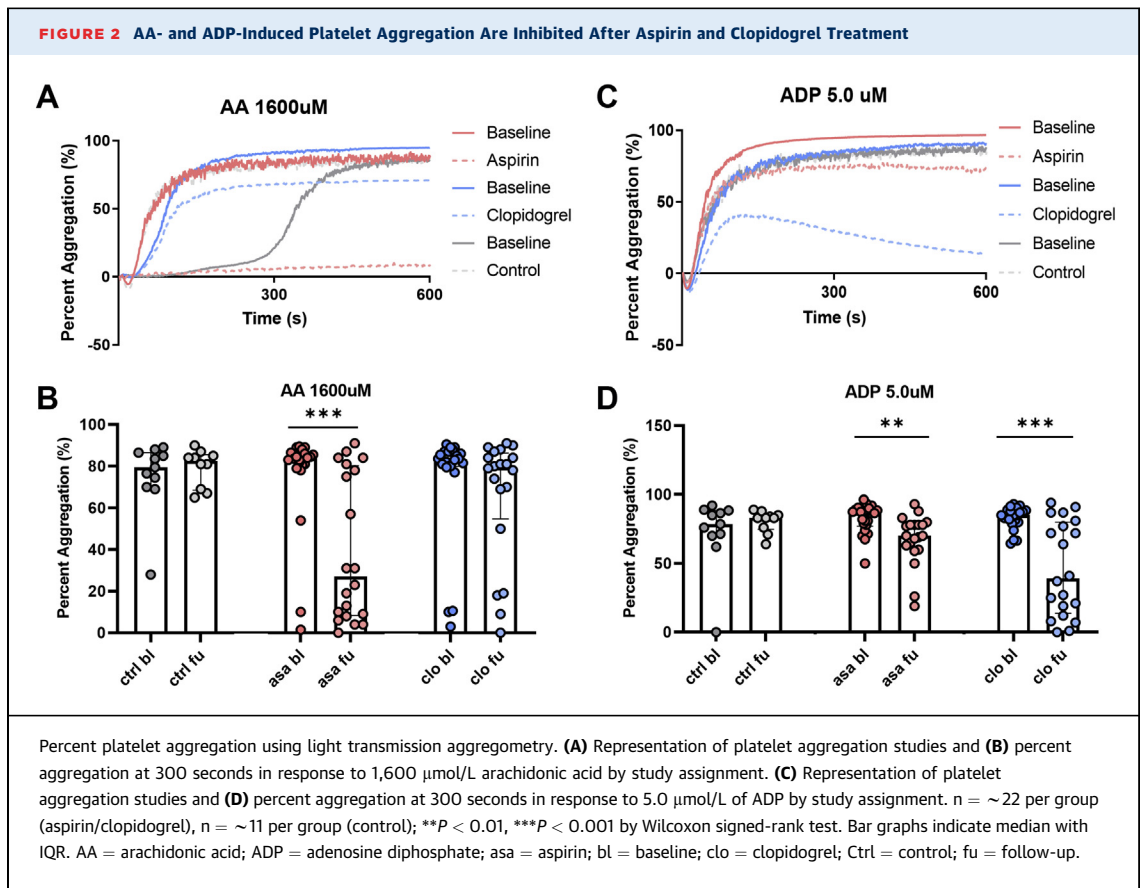 FIGURE 2 AA- and ADP-Induced Platelet Aggregation Are Inhibited After Aspirin and Clopidogrel Treatment
A
AA 1600uM
Percent Aggregation (%)
100
50
0
-50
300
600
Time (s)
Baseline
Aspirin
Baseline
Clopidogrel
Baseline
Control
C
ADP 5.0 uM
Percent Aggregation (%)
100
50
0
-50
300
600
Time (s)
Baseline
Aspirin
Baseline
Clopidogrel
Baseline
Control
B
AA 1600uM
Percent Aggregation (%)
100
80
60
40
20
0
***
ctrl bl
ctrl fu
asa bl
asa fu
clo bl
clo fu
D
ADP 5.0uM
Percent Aggregation (%)
150
100
50
0
**
***
ctrl bl
ctrl fu
asa bl
asa fu
clo bl
clo fu
Percent platelet aggregation using light transmission aggregometry. (A) Representation of platelet aggregation studies and (B) percent
aggregation at 300 seconds in response to 1,600 μmol/L arachidonic acid by study assignment. (C) Representation of platelet
aggregation studies and (D) percent aggregation at 300 seconds in response to 5.0 μmol/L of ADP by study assignment. n = ~22 per group
(aspirin/clopidogrel), n = ~11 per group (control); **P < 0.01, ***P < 0.001 by Wilcoxon signed-rank test. Bar graphs indicate median with
IQR. AA = arachidonic acid; ADP = adenosine diphosphate; asa = aspirin; bl = baseline; clo = clopidogrel; Ctrl = control; fu = follow-up.